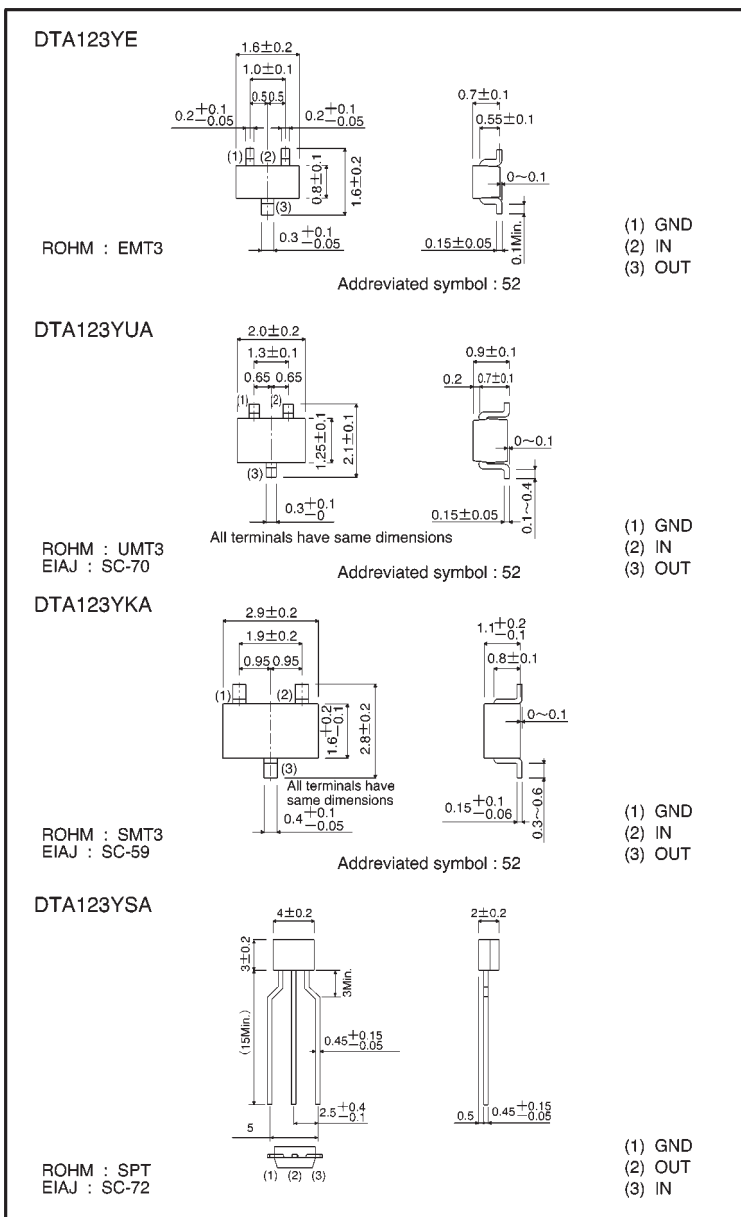 DTA123YE
1.6±0.2
1.0±0.1
0.5 0.5
0.2 +0.1 −0.05
0.2 +0.1 −0.05
(1) (2)
(3)
0.8±0.1
1.6±0.2
0.3 +0.1 −0.05
0.7±0.1
0.55±0.1
0~0.1
0.15±0.05
0.1Min.
ROHM : EMT3
Addreviated symbol : 52
(1) GND
(2) IN
(3) OUT
DTA123YUA
2.0±0.2
1.3±0.1
0.65 0.65
(1) (2)
(3)
1.25±0.1
2.1±0.1
0.3 +0.1 −0
All terminals have same dimensions
0.9±0.1
0.2 0.7±0.1
0~0.1
0.15±0.05
0.1~0.4
ROHM : UMT3
EIAJ : SC-70
Addreviated symbol : 52
(1) GND
(2) IN
(3) OUT
DTA123YKA
2.9±0.2
1.9±0.2
0.95 0.95
(1) (2)
(3)
1.6 +0.2 −0.1
2.8±0.2
All terminals have
same dimensions
0.4 +0.1 −0.05
1.1 +0.2 −0.1
0.8±0.1
0~0.1
0.15 +0.1 −0.06
0.3~0.6
ROHM : SMT3
EIAJ : SC-59
Addreviated symbol : 52
(1) GND
(2) IN
(3) OUT
DTA123YSA
4±0.2
3±0.2
(15Min.)
3Min.
0.45 +0.15 −0.05
2.5 +0.4 −0.1
5
(1) (2) (3)
2±0.2
0.5
0.45 +0.15 −0.05
ROHM : SPT
EIAJ : SC-72
(1) GND
(2) OUT
(3) IN